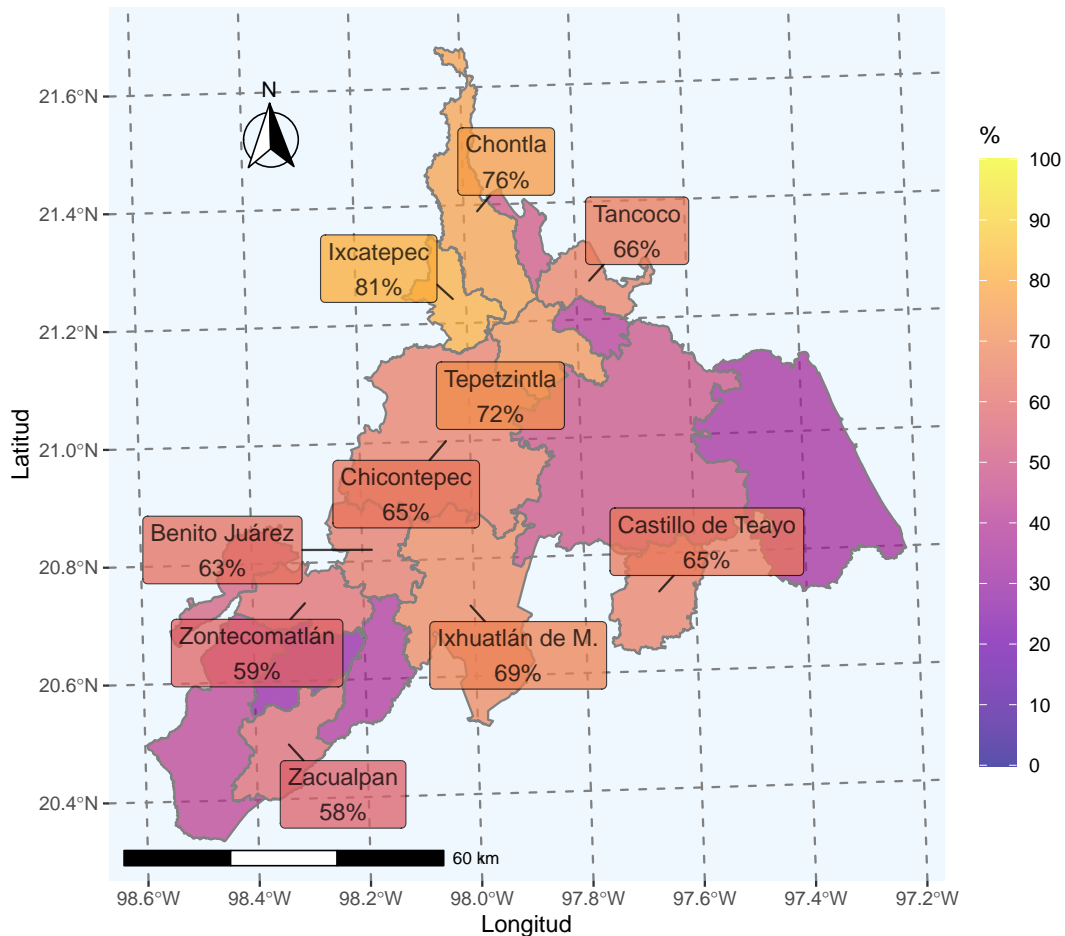 N
Chontla
76%
Tancoco
66%
Ixcatepec
81%
Tepetzintla
72%
Chicontepec
65%
Benito Juárez
63%
Castillo de Teayo
65%
Zontecomatlán
59%
Ixhuatlán de M.
69%
Zacualpan
58%
60 km
21.6°N
21.4°N
21.2°N
21.0°N
20.8°N
20.6°N
20.4°N
Latitud
98.6°W
98.4°W
98.2°W
98.0°W
97.8°W
97.6°W
97.4°W
97.2°W
Longitud
%
100
90
80
70
60
50
40
30
20
10
0